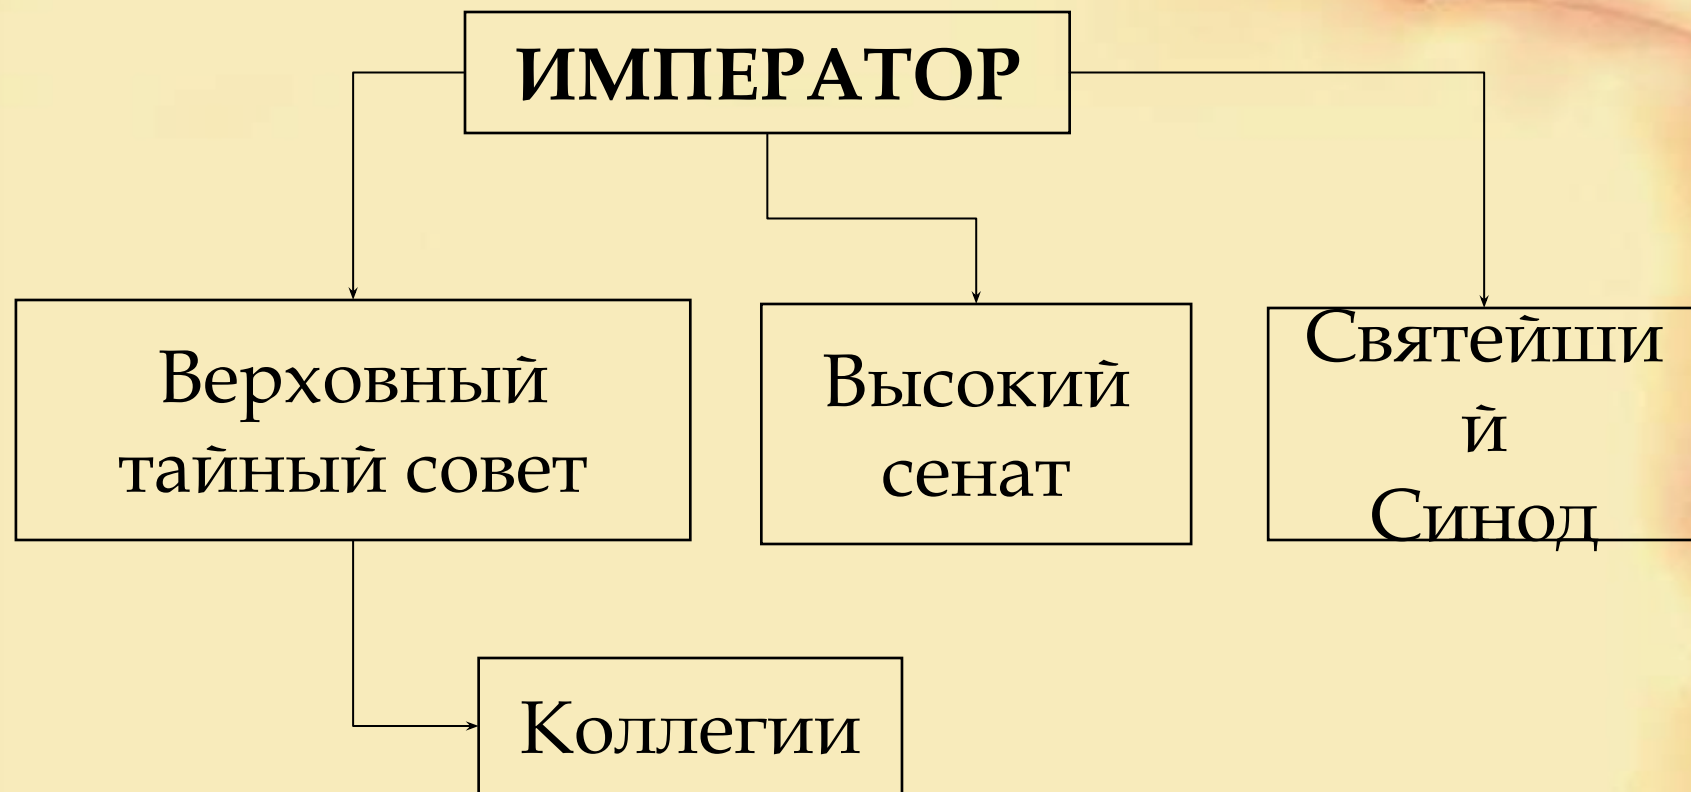 ИМПЕРАТОР
Верховный
тайный совет
Высокий
сенат
Святейши
й
Синод
Коллегии